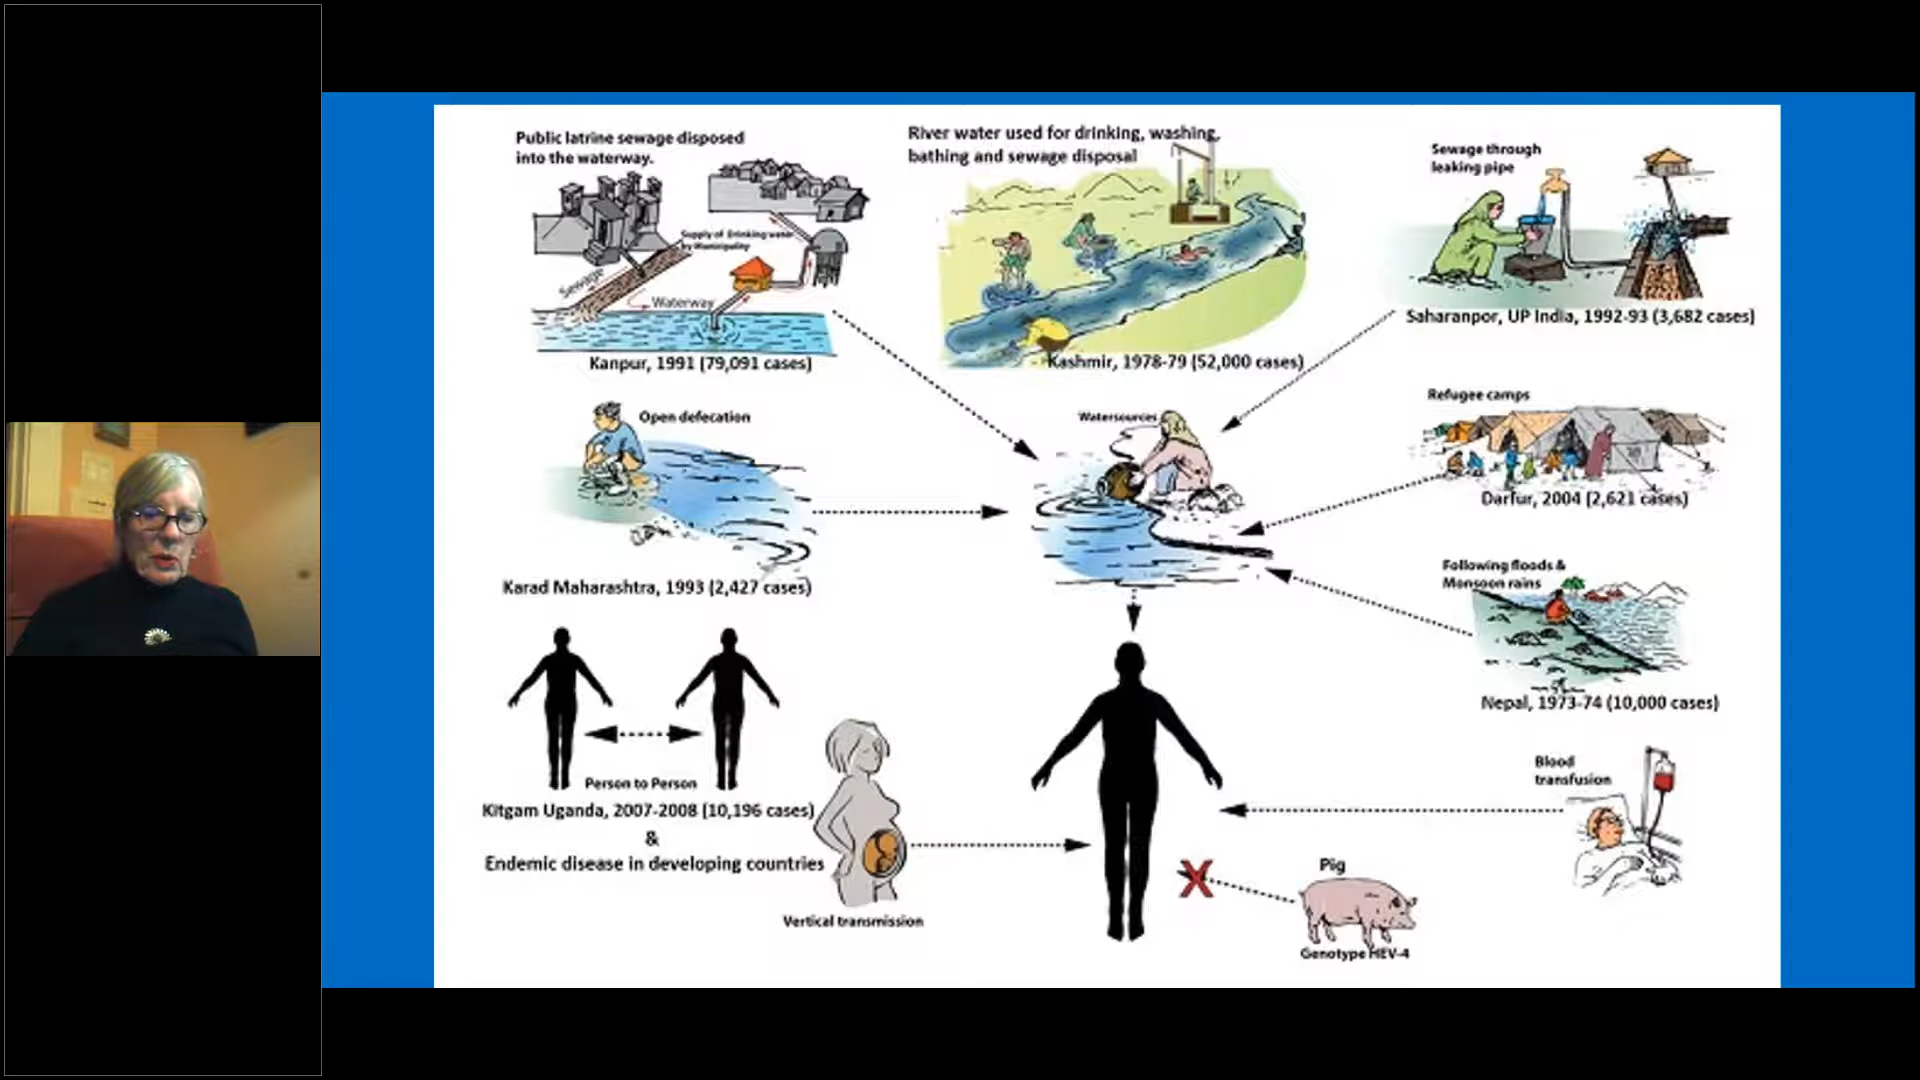 Public latrine sewage disposed
into the waterway.
Supply of Drinking water
by Municipality
Sewage
Waterway
Kanpur, 1991 (79,091 cases)
River water used for drinking, washing,
bathing and sewage disposal
Kashmir, 1978-79 (52,000 cases)
Sewage through
leaking pipe
Saharanpor, UP India, 1992-93 (3,682 cases)
Open defecation
Karad Maharashtra, 1993 (2,427 cases)
Watersources
Refugee camps
Darfur, 2004 (2,621 cases)
Following floods &
Monsoon rains
Nepal, 1973-74 (10,000 cases)
Person to Person
Kitgam Uganda, 2007-2008 (10,196 cases)
&
Endemic disease in developing countries
Vertical transmission
Blood
transfusion
X
Pig
Genotype HEV-4